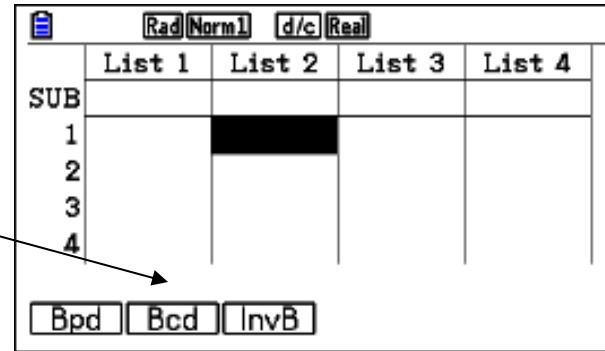 Rad Norm1 d/c Real
List 1 List 2 List 3 List 4
SUB
1
2
3
4
Bpd Bcd InvB